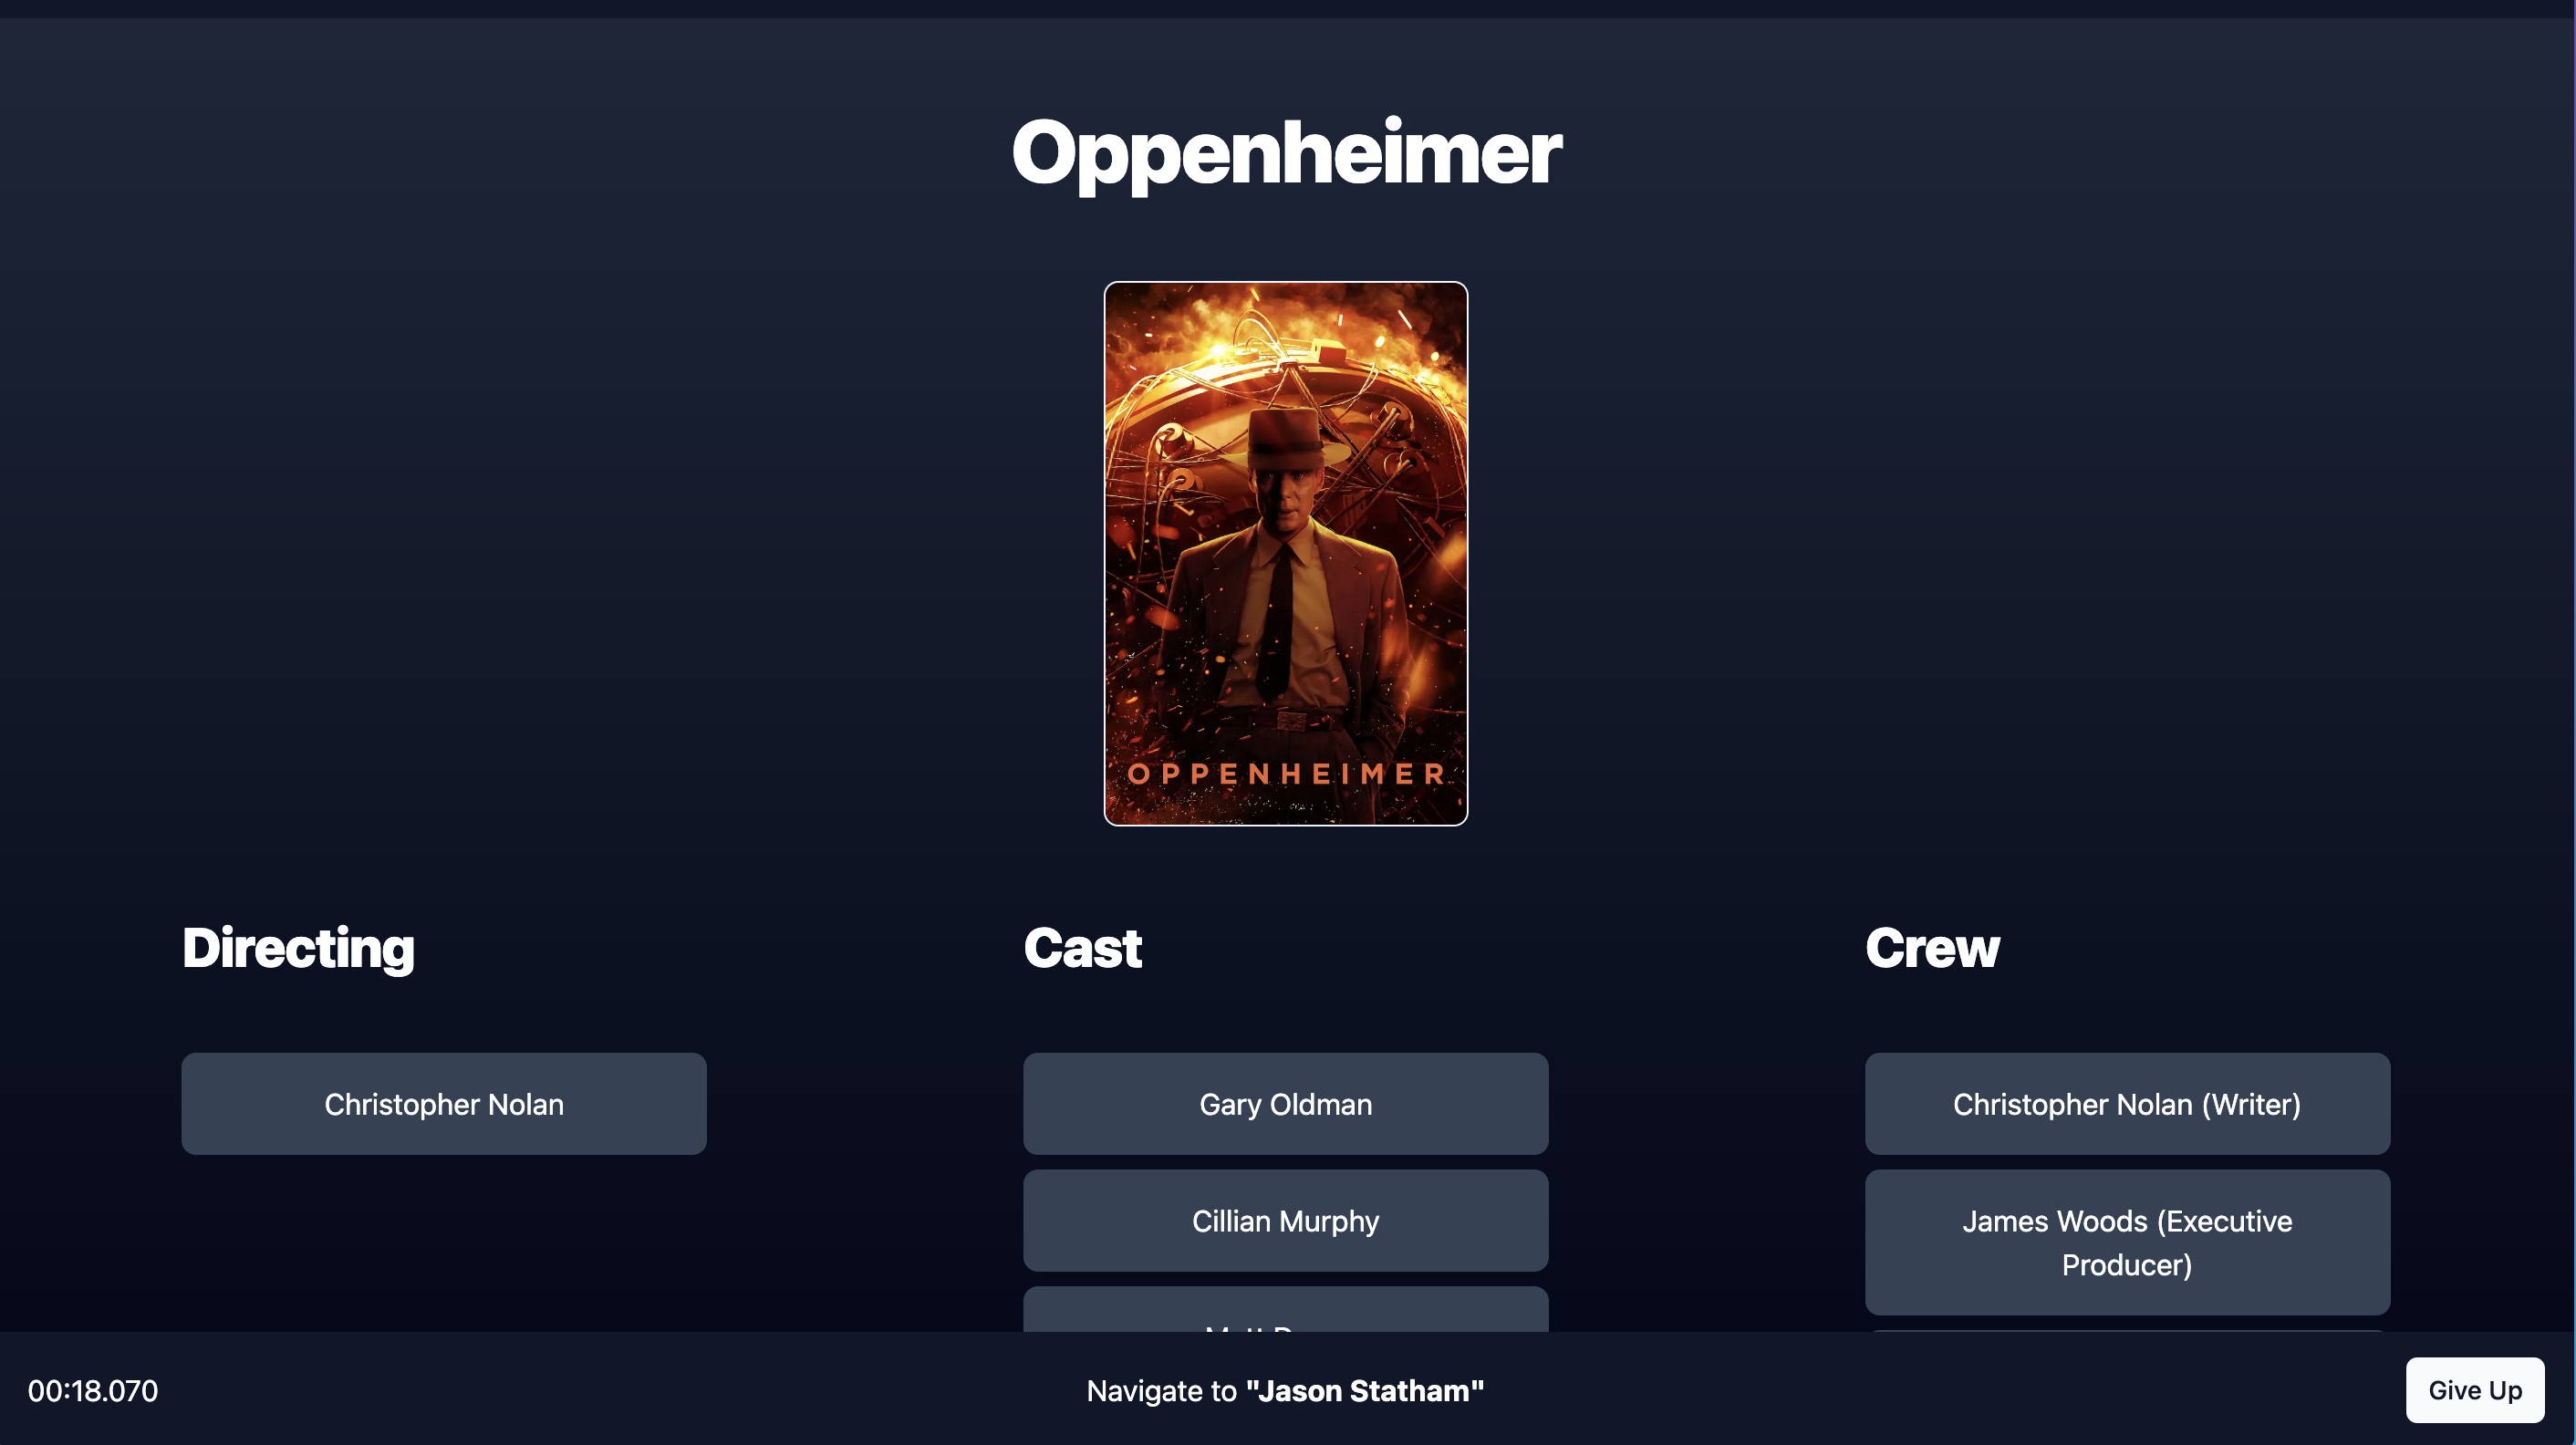 Oppenheimer
OPPENHEIMER
Directing
Cast
Crew
Christopher Nolan
Gary Oldman
Christopher Nolan (Writer)
Cillian Murphy
James Woods (Executive
Producer)
00:18.070
Navigate to "Jason Statham"
Give Up